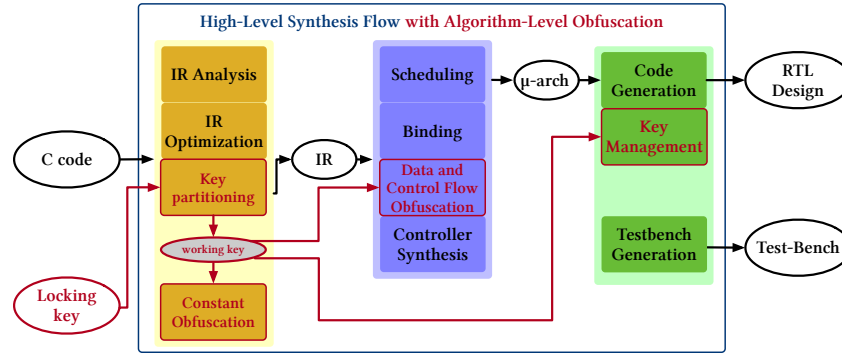 High-Level Synthesis Flow with Algorithm-Level Obfuscation
IR Analysis
IR
Optimization
Key
partitioning
working key
Constant
Obfuscation
C code
Locking
key
IR
Scheduling
Binding
Data and
Control Flow
Obfuscation
Controller
Synthesis
μ-arch
Code
Generation
Key
Management
Testbench
Generation
RTL
Design
Test-Bench